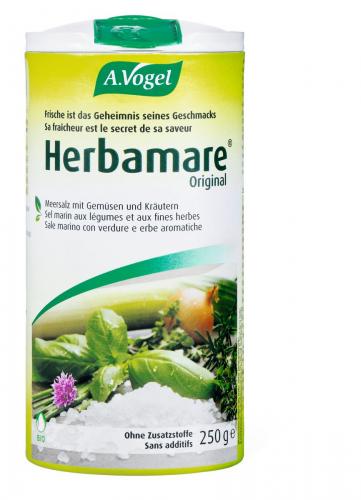 A.Vogel
Frische ist das Geheimnis seines Geschmacks
Sa fraîcheur est le secret de sa saveur
Herbamare®
Original
Meersalz mit Gemüsen und Kräutern
Sel marin aux légumes et aux fines herbes
Sale marino con verdure e erbe aromatiche
BIO
Ohne Zusatzstoffe
Sans additifs
250 g e